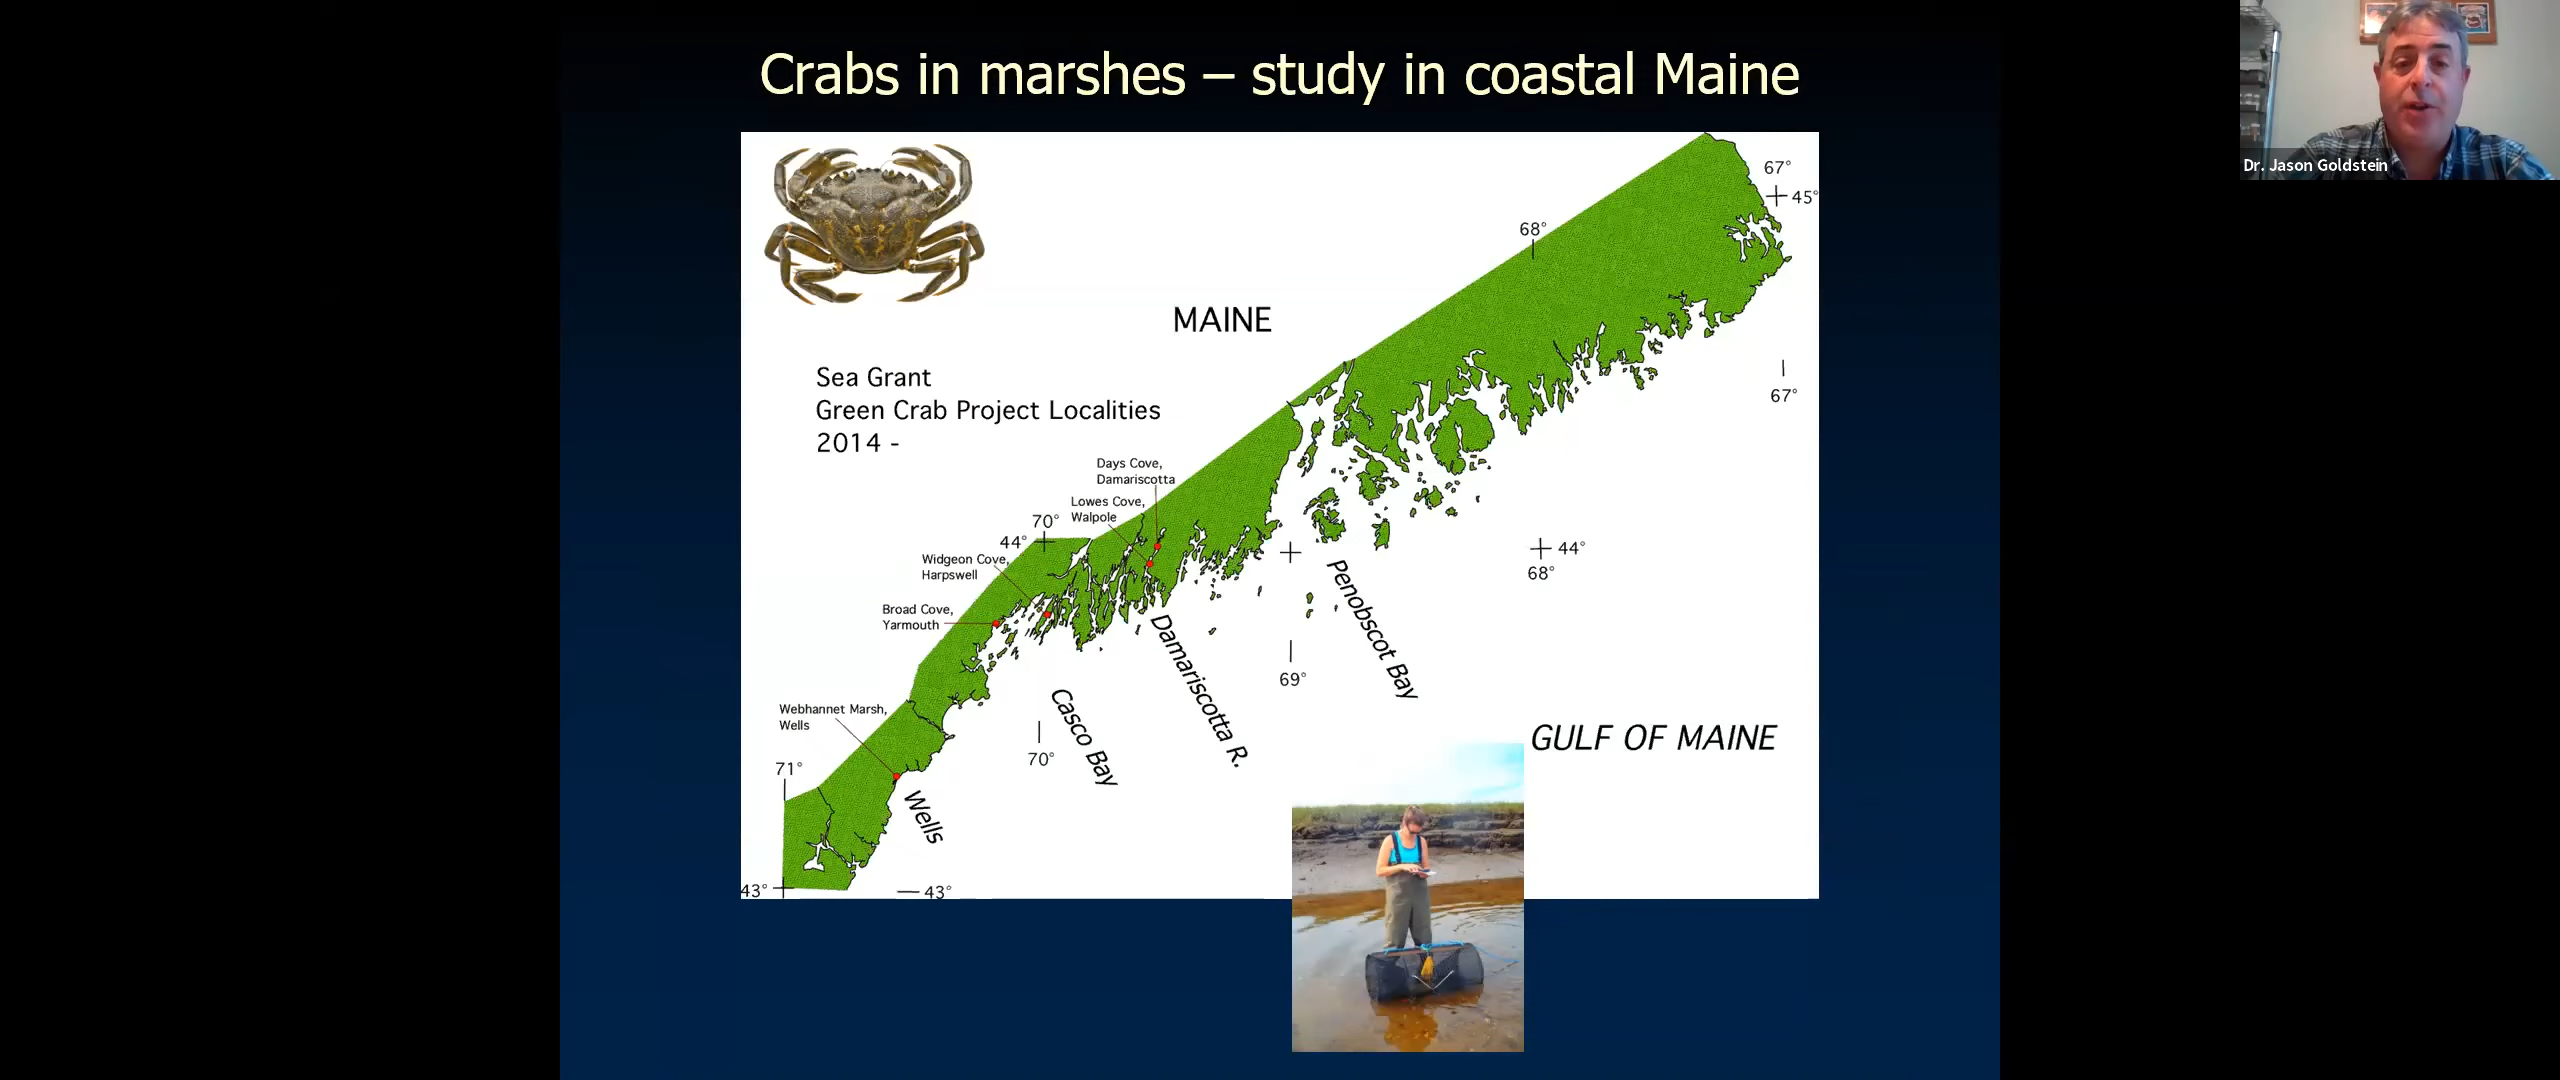 Crabs in marshes – study in coastal Maine
Dr. Jason Goldstein
67°
45°
68°
MAINE
67°
Sea Grant
Green Crab Project Localities
2014 -
Days Cove,
Damariscotta
Lowes Cove,
Walpole
70°
44°
44°
68°
Widgeon Cove,
Harpswell
Broad Cove,
Yarmouth
Penobscot Bay
Damariscotta R.
69°
Casco Bay
70°
Webhannet Marsh,
Wells
GULF OF MAINE
71°
Wells
43°
43°